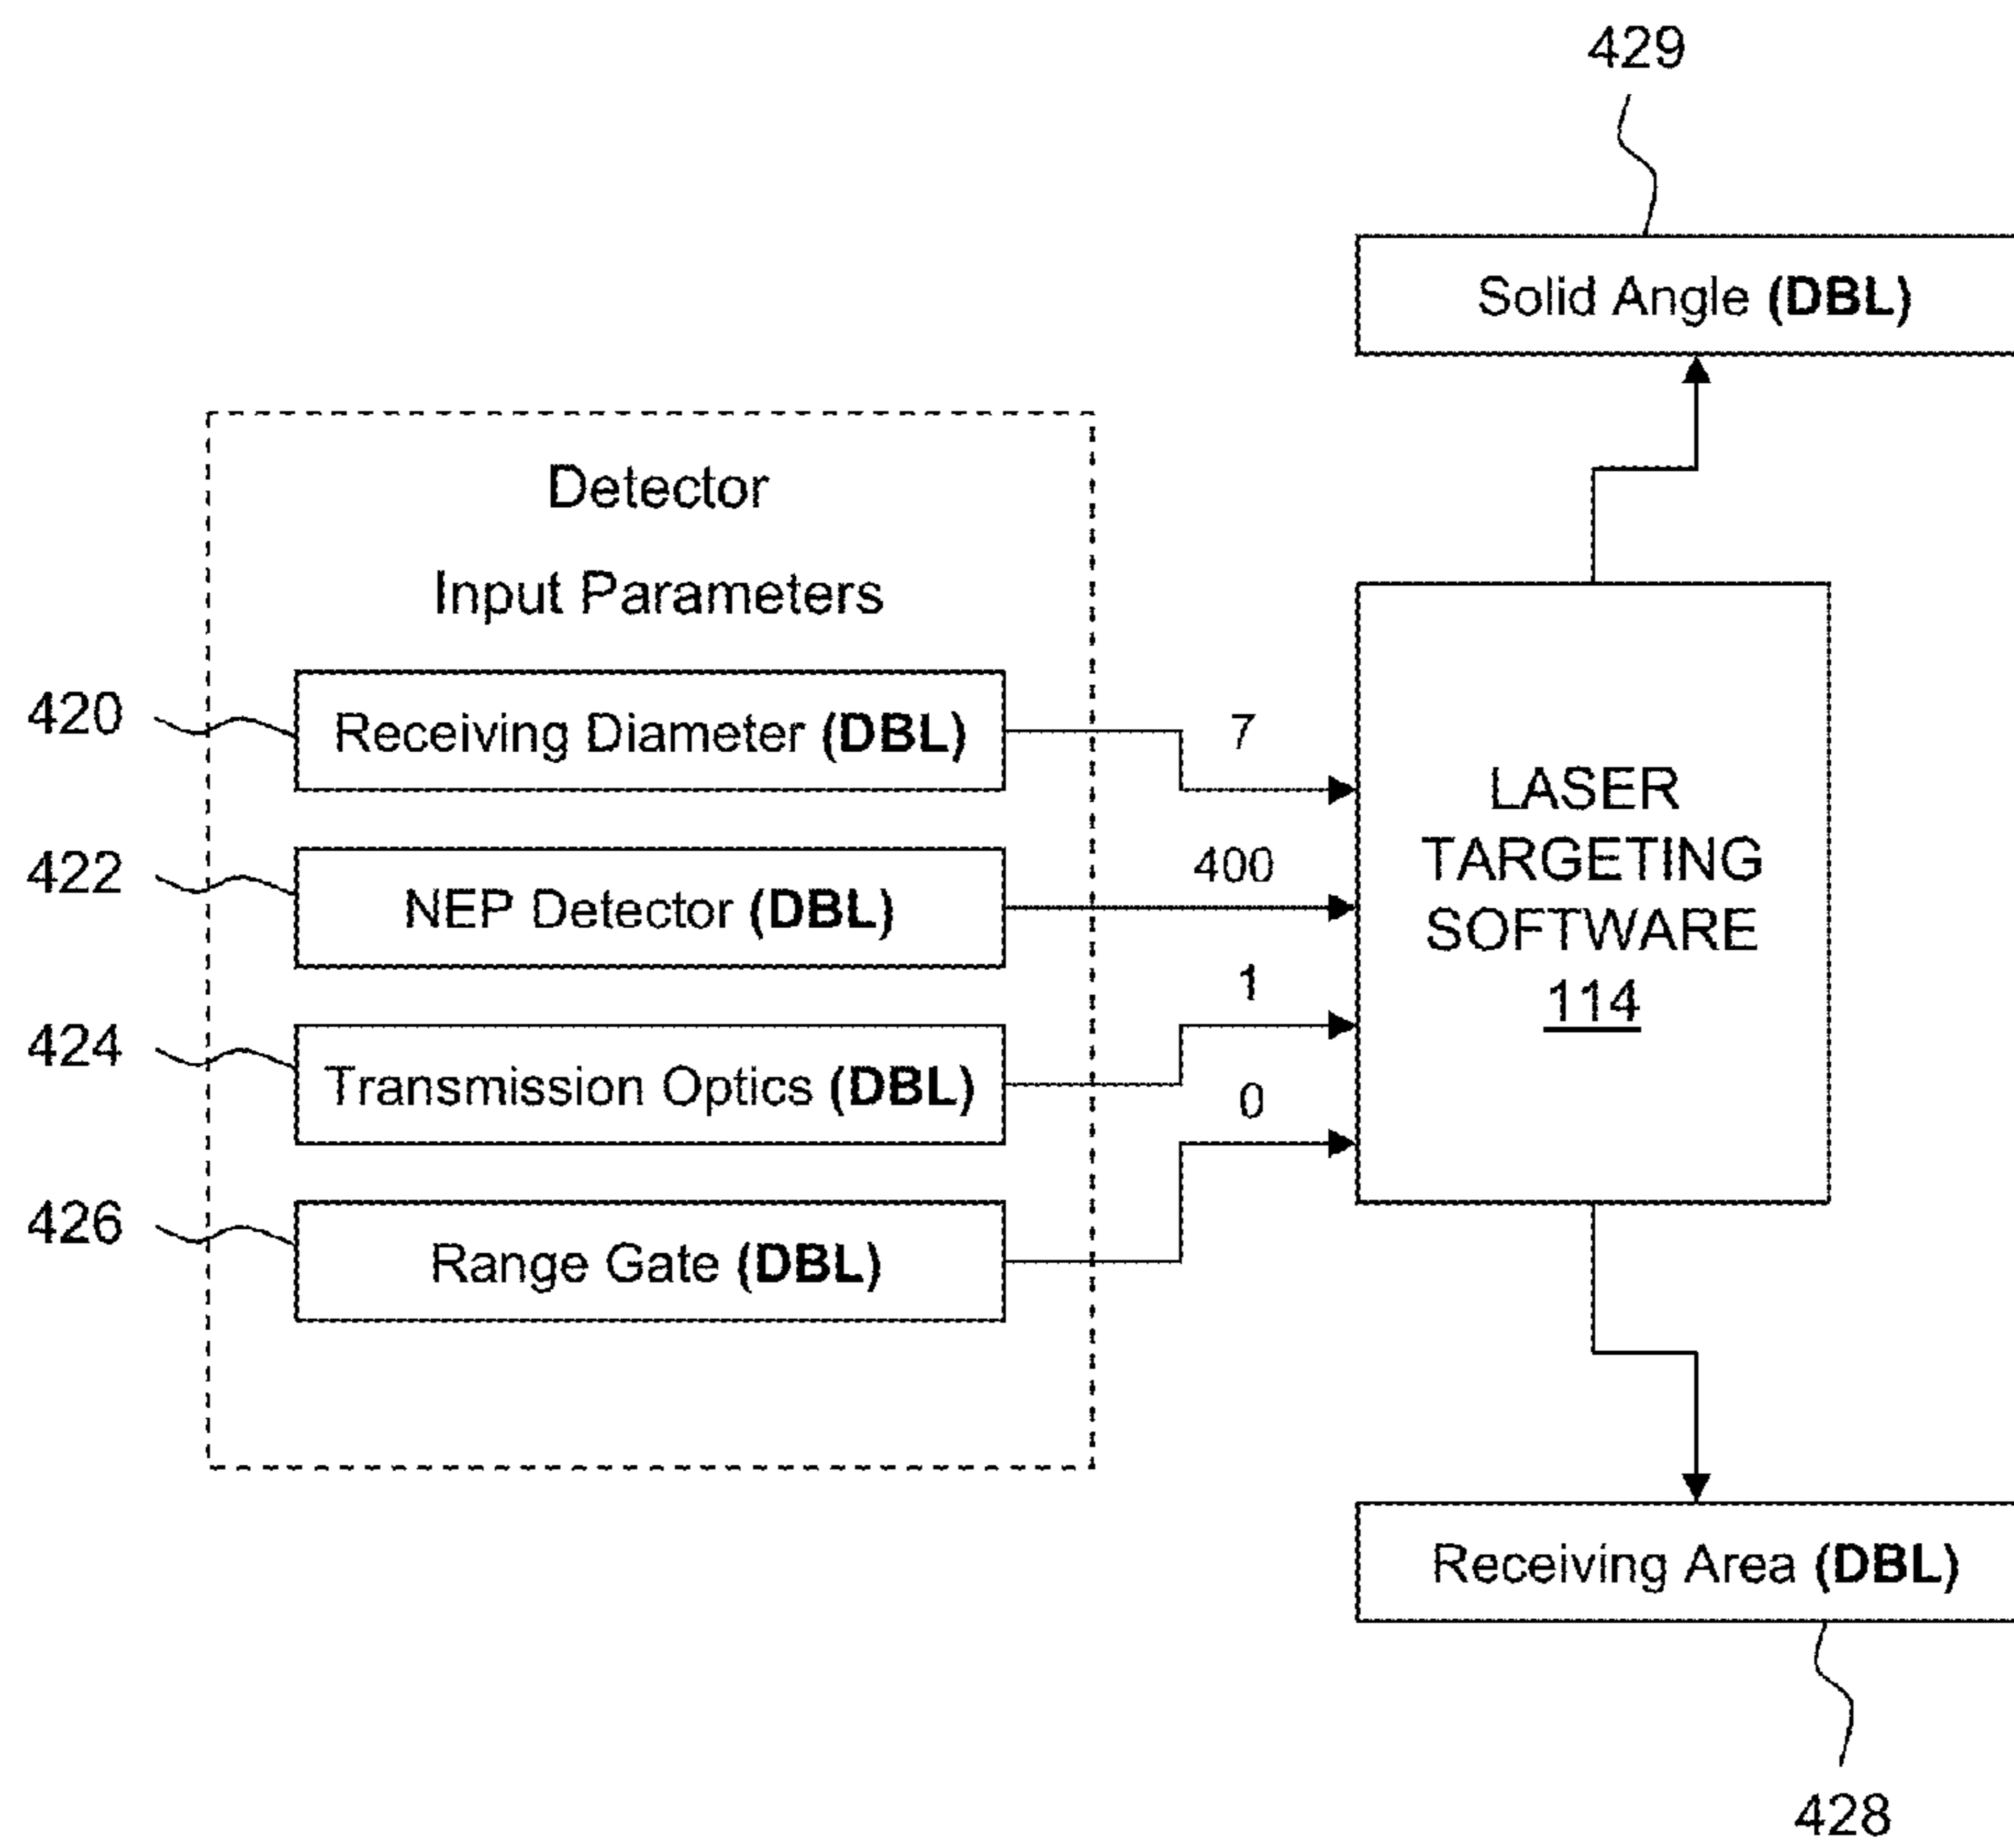 429
Solid Angle (DBL)
Detector
Input Parameters
420
Receiving Diameter (DBL)
7
422
NEP Detector (DBL)
400
424
Transmission Optics (DBL)
1
426
Range Gate (DBL)
0
LASER
TARGETING
SOFTWARE
114
Receiving Area (DBL)
428